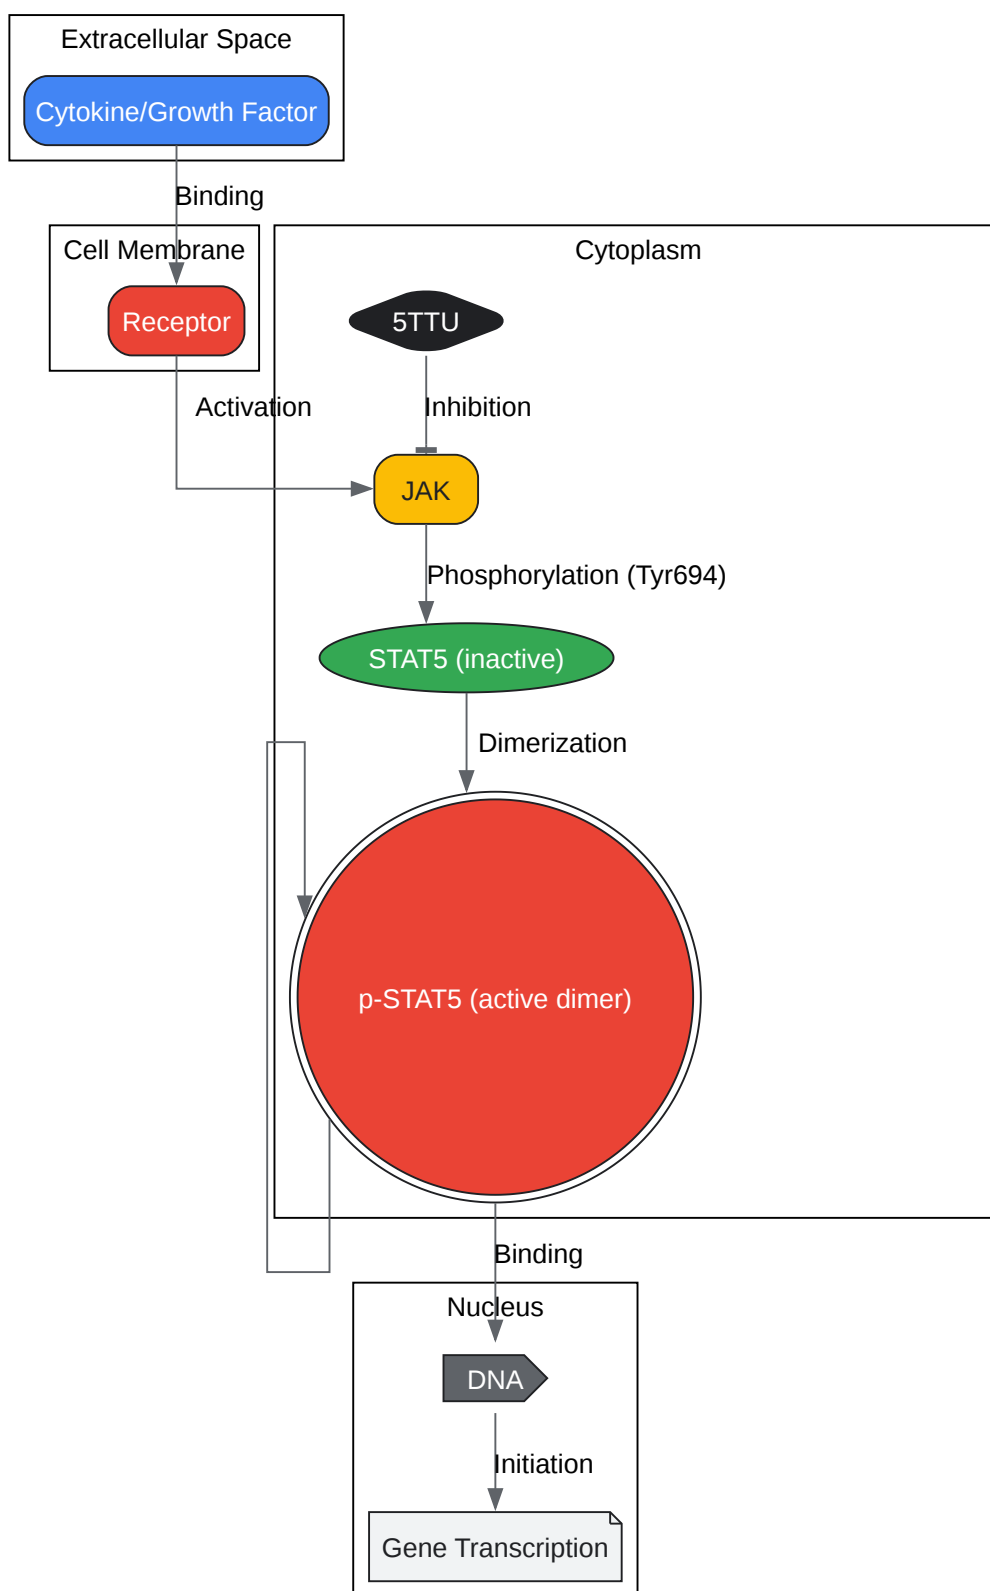 Extracellular Space
Cytokine/Growth Factor
Binding
Cell Membrane
Cytoplasm
Receptor
5TTU
Activation
Inhibition
JAK
Phosphorylation (Tyr694)
STAT5 (inactive)
Dimerization
p-STAT5 (active dimer)
Binding
Nucleus
DNA
Initiation
Gene Transcription